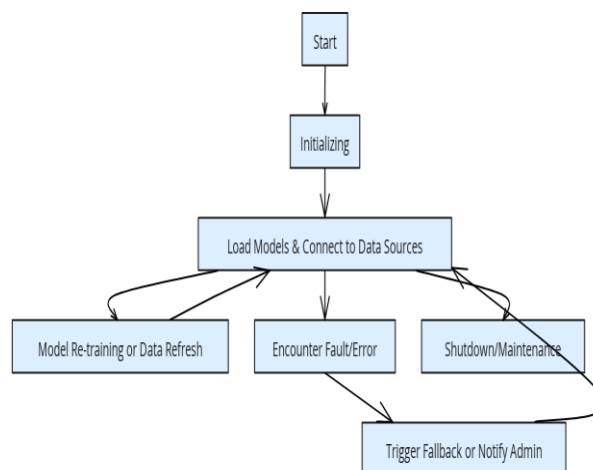 Start
Initializing
Load Models & Connect to Data Sources
Model Re-training or Data Refresh
Encounter Fault/Error
Shutdown/Maintenance
Trigger Fallback or Notify Admin